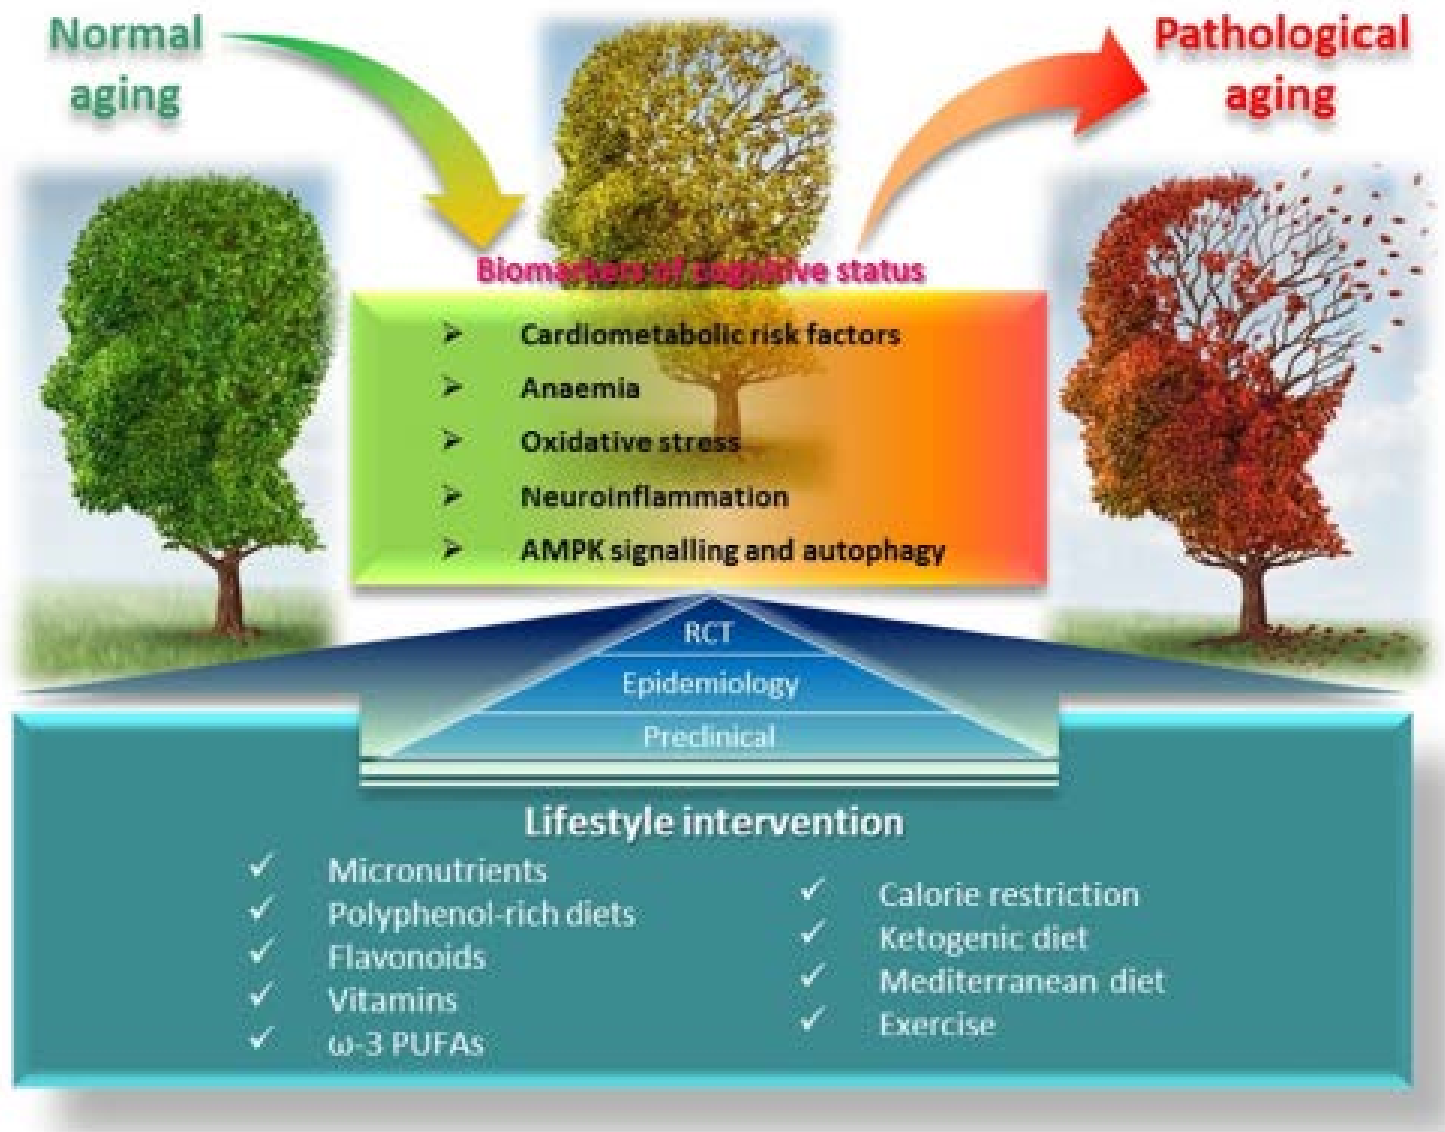 Normal
aging
Pathological
aging
Biomarkers of cognitive status
Cardiometabolic risk factors
Anaemia
Oxidative stress
Neuroinflammation
AMPK signalling and autophagy
RCT
Epidemiology
Preclinical
Lifestyle intervention
Micronutrients
Polyphenol-rich diets
Flavonoids
Vitamins
ω-3 PUFAs
Calorie restriction
Ketogenic diet
Mediterranean diet
Exercise